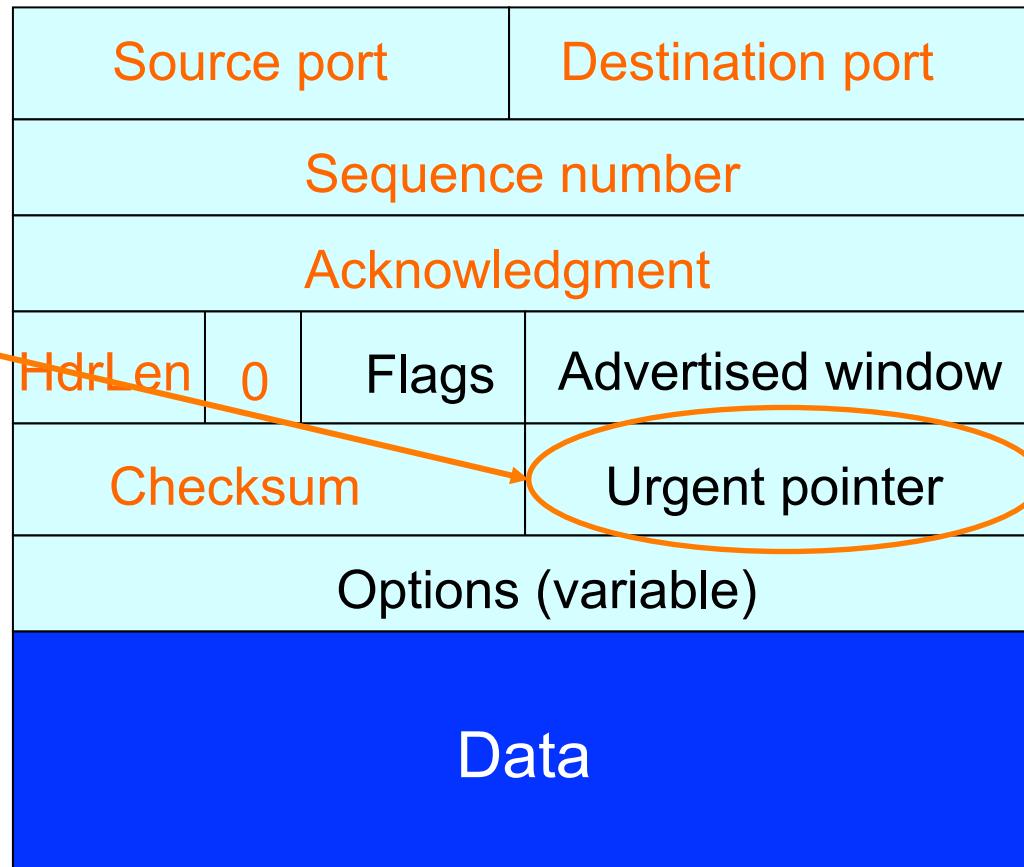 Source port Destination port
Sequence number
Acknowledgment
HdrLen 0 Flags Advertised window
Checksum Urgent pointer
Options (variable)
Data